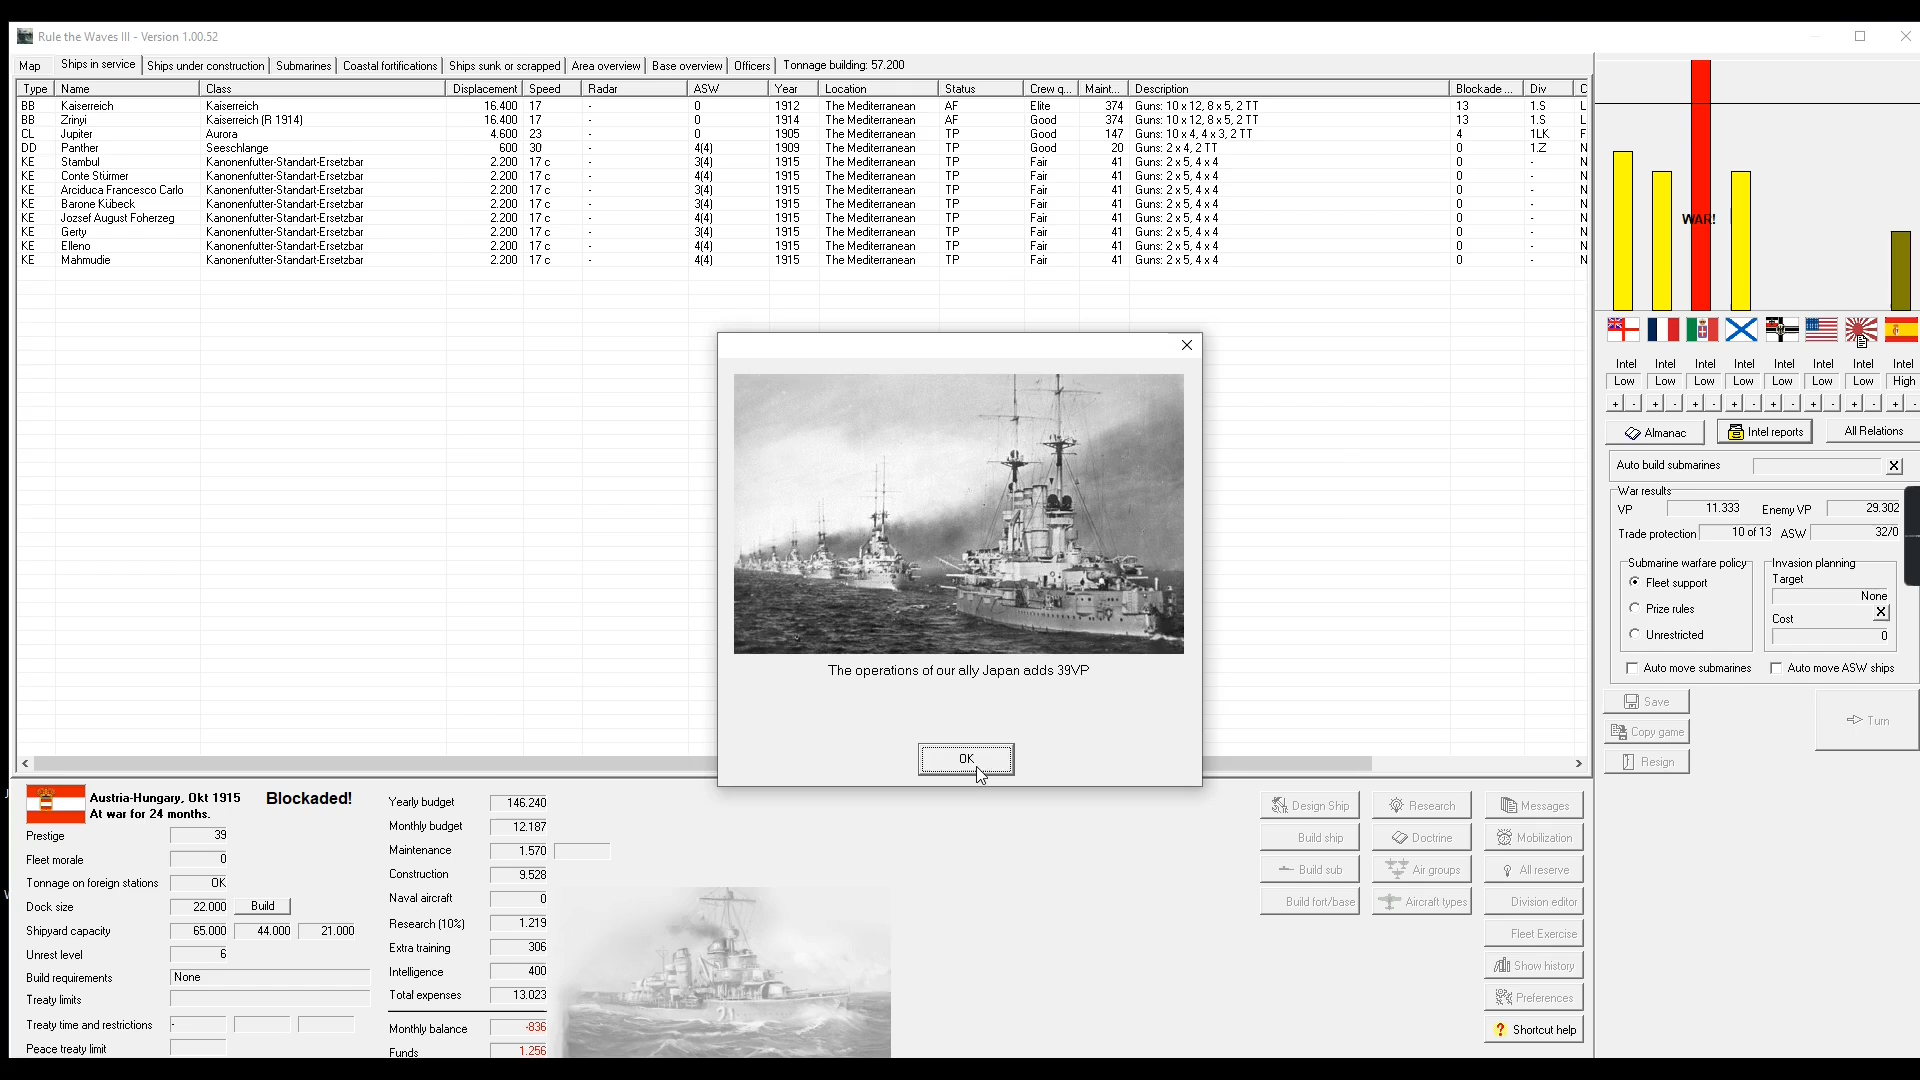 Rule the Waves III - Version 1.00.52
Map Ships in service Ships under construction Submarines Coastal fortifications Ships sunk or scrapped Area overview Base overview Officers Tonnage building: 57.200
Type Name Class Displacement Speed Radar ASW Year Location Status Crew q... Maint... Description Blockade ... Div C
BB Kaiserreich Kaiserreich 16.400 17 - 0 1912 The Mediterranean AF Elite 374 Guns: 10 x 12, 8 x 5, 2 TT 13 1.S L
BB Zrinyi Kaiserreich (R 1914) 16.400 17 - 0 1914 The Mediterranean AF Good 374 Guns: 10 x 12, 8 x 5, 2 TT 13 1.S L
CL Jupiter Aurora 4.600 23 - 0 1905 The Mediterranean TP Good 147 Guns: 10 x 4, 4 x 3, 2 TT 4 1LK F
DD Panther Seeschlange 600 30 - 4(4) 1909 The Mediterranean TP Good 20 Guns: 2 x 4, 2 TT 0 1.Z N
KE Stambul Kanonenfutter-Standart-Ersetzbar 2.200 17 c - 3(4) 1915 The Mediterranean TP Fair 41 Guns: 2 x 5, 4 x 4 0 - N
KE Conte Stürmer Kanonenfutter-Standart-Ersetzbar 2.200 17 c - 4(4) 1915 The Mediterranean TP Fair 41 Guns: 2 x 5, 4 x 4 0 - N
KE Arciduca Francesco Carlo Kanonenfutter-Standart-Ersetzbar 2.200 17 c - 3(4) 1915 The Mediterranean TP Fair 41 Guns: 2 x 5, 4 x 4 0 - N
KE Barone Kübeck Kanonenfutter-Standart-Ersetzbar 2.200 17 c - 3(4) 1915 The Mediterranean TP Fair 41 Guns: 2 x 5, 4 x 4 0 - N
KE Jozsef August Foherzeg Kanonenfutter-Standart-Ersetzbar 2.200 17 c - 4(4) 1915 The Mediterranean TP Fair 41 Guns: 2 x 5, 4 x 4 0 - N
KE Gerty Kanonenfutter-Standart-Ersetzbar 2.200 17 c - 3(4) 1915 The Mediterranean TP Fair 41 Guns: 2 x 5, 4 x 4 0 - N
KE Elleno Kanonenfutter-Standart-Ersetzbar 2.200 17 c - 4(4) 1915 The Mediterranean TP Fair 41 Guns: 2 x 5, 4 x 4 0 - N
KE Mahmudie Kanonenfutter-Standart-Ersetzbar 2.200 17 c - 4(4) 1915 The Mediterranean TP Fair 41 Guns: 2 x 5, 4 x 4 0 - N
WAR!
Intel Intel Intel Intel Intel Intel Intel Intel
Low Low Low Low Low Low Low High
+ - + - + - + - + - + - + - + -
Almanac Intel reports All Relations
Auto build submarines X
War results
VP 11.333 Enemy VP 29.302
Trade protection 10 of 13 ASW 32/0
Submarine warfare policy
Fleet support
Prize rules
Unrestricted
Invasion planning
Target
None
X
Cost
0
Auto move submarines Auto move ASW ships
Save
Copy game
Resign
Turn
The operations of our ally Japan adds 39VP
OK
Austria-Hungary, Okt 1915 Blockaded!
At war for 24 months.
Prestige 39
Fleet morale 0
Tonnage on foreign stations OK
Dock size 22.000 Build
Shipyard capacity 65.000 44.000 21.000
Unrest level 6
Build requirements None
Treaty limits
Treaty time and restrictions -
Peace treaty limit
Yearly budget 146.240
Monthly budget 12.187
Maintenance 1.570
Construction 9.528
Naval aircraft 0
Research (10%) 1.219
Extra training 306
Intelligence 400
Total expenses 13.023
Monthly balance -836
Funds 1.256
21
Design Ship Research Messages
Build ship Doctrine Mobilization
Build sub Air groups All reserve
Build fort/base Aircraft types Division editor
Fleet Exercise
Show history
Preferences
? Shortcut help